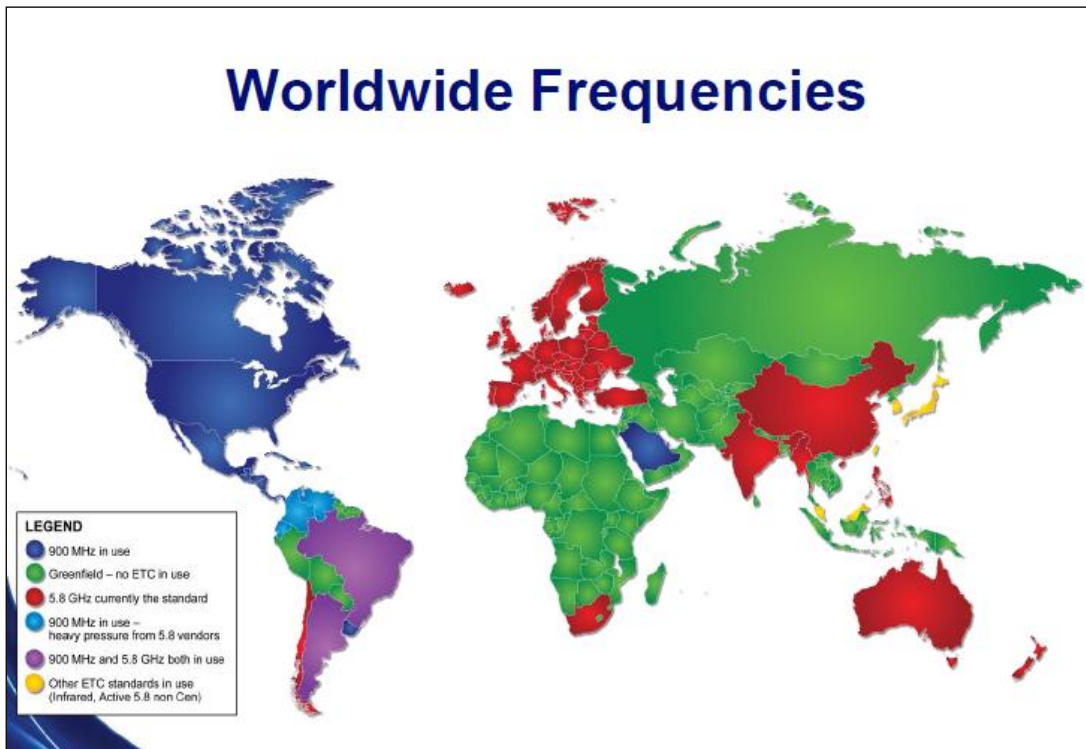 Worldwide Frequencies
LEGEND
900 MHz in use
Greenfield – no ETC in use
5.8 GHz currently the standard
900 MHz in use –
heavy pressure from 5.8 vendors
900 MHz and 5.8 GHz both in use
Other ETC standards in use
(Infrared, Active 5.8 non Cen)